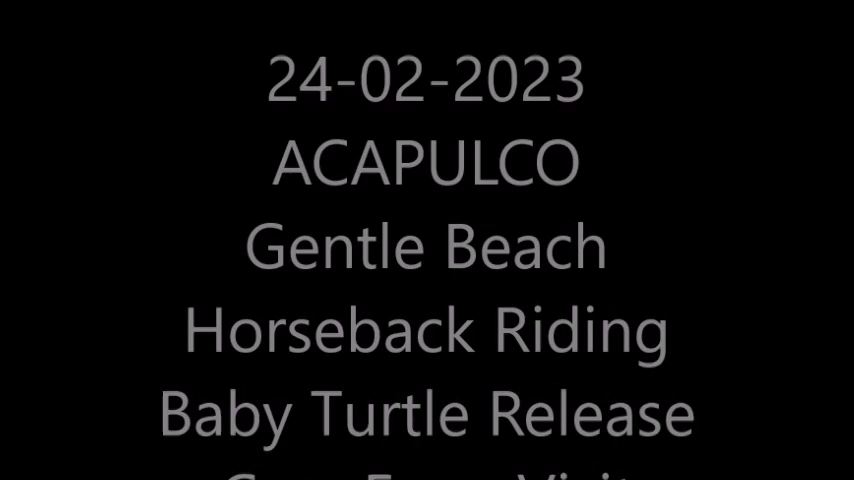 24-02-2023
ACAPULCO
Gentle Beach
Horseback Riding
Baby Turtle Release